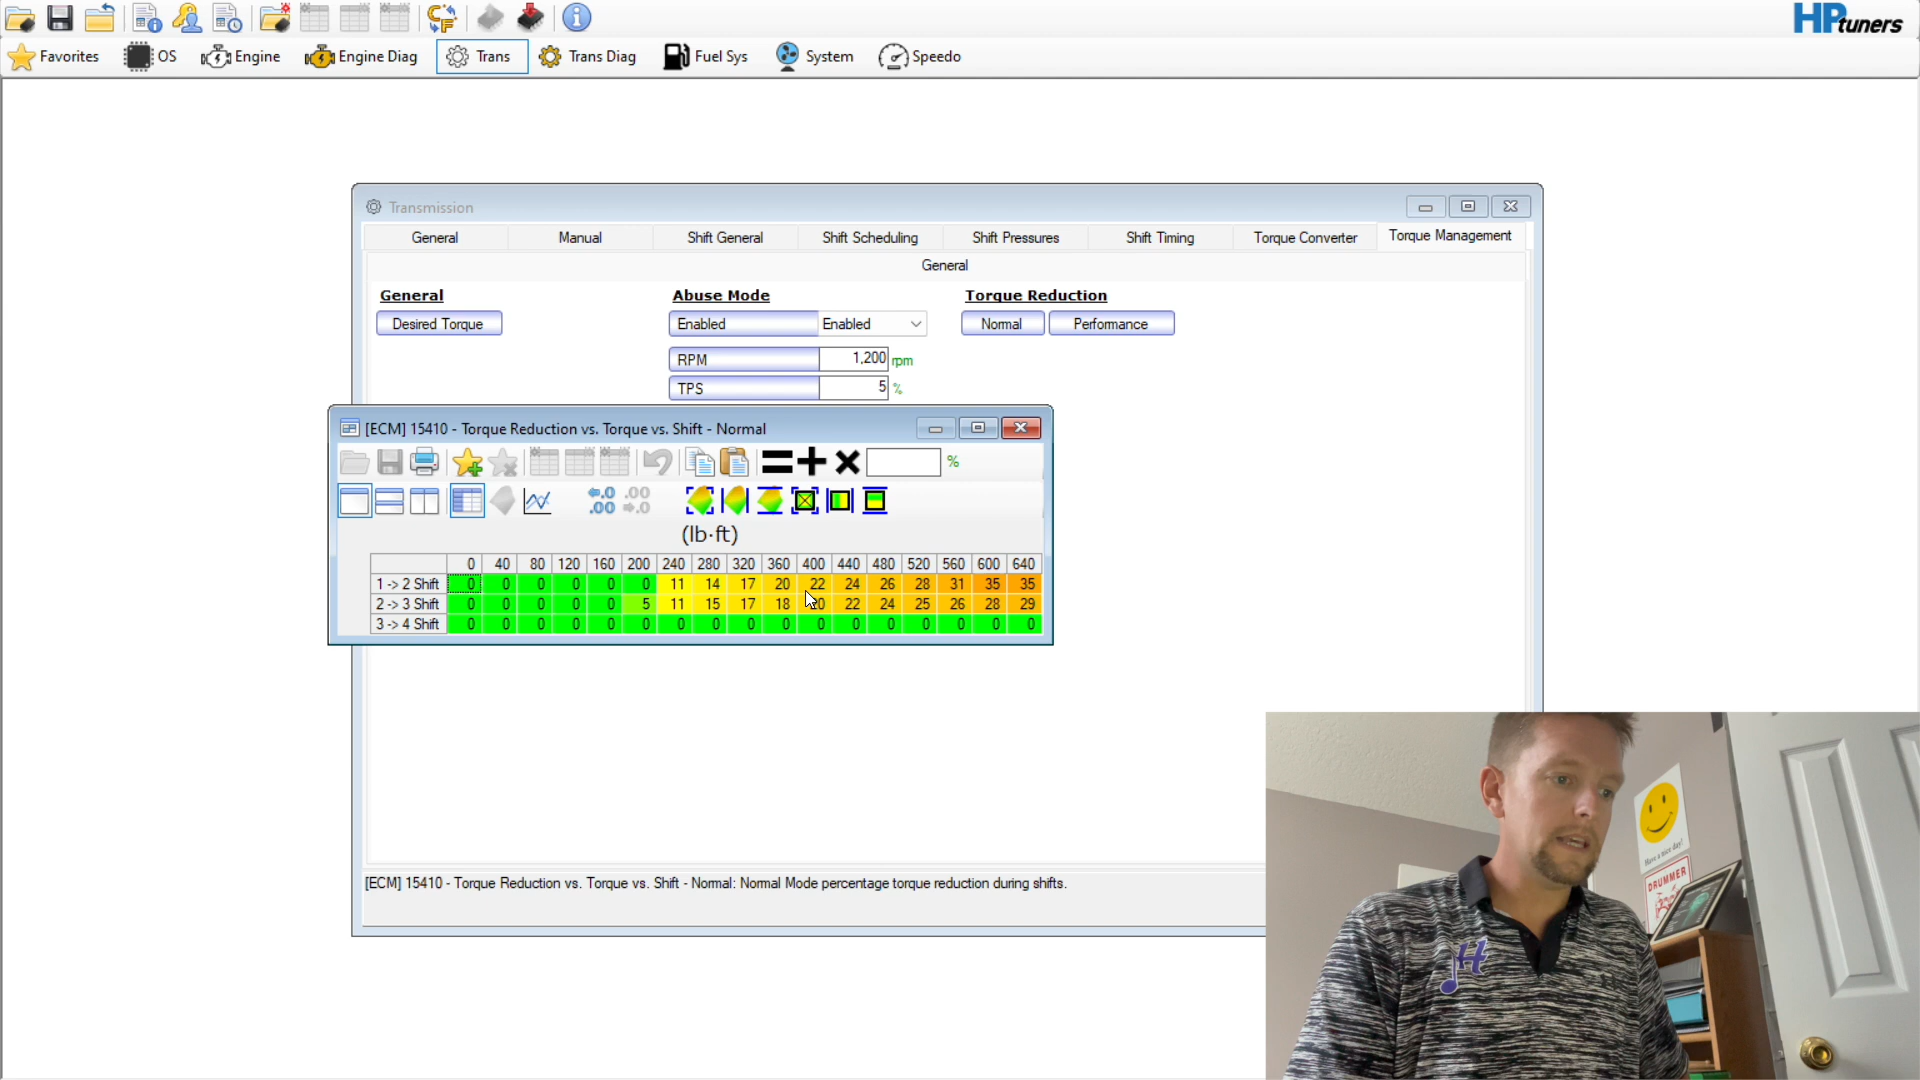 HPtuners
Favorites OS Engine Engine Diag Trans Trans Diag Fuel Sys System Speedo
Transmission
General Manual Shift General Shift Scheduling Shift Pressures Shift Timing Torque Converter Torque Management
General
General Abuse Mode Torque Reduction
Desired Torque Enabled Enabled Normal Performance
RPM 1,200 rpm
TPS 5 %
[ECM] 15410 - Torque Reduction vs. Torque vs. Shift - Normal
%
(lb·ft)
0 40 80 120 160 200 240 280 320 360 400 440 480 520 560 600 640
1 -> 2 Shift 0 0 0 0 0 0 11 14 17 20 22 24 26 28 31 35 35
2 -> 3 Shift 0 0 0 0 0 5 11 15 17 18 20 22 24 25 26 28 29
3 -> 4 Shift 0 0 0 0 0 0 0 0 0 0 0 0 0 0 0 0 0
[ECM] 15410 - Torque Reduction vs. Torque vs. Shift - Normal: Normal Mode percentage torque reduction during shifts.
Have a nice day!
DRUMMER
H